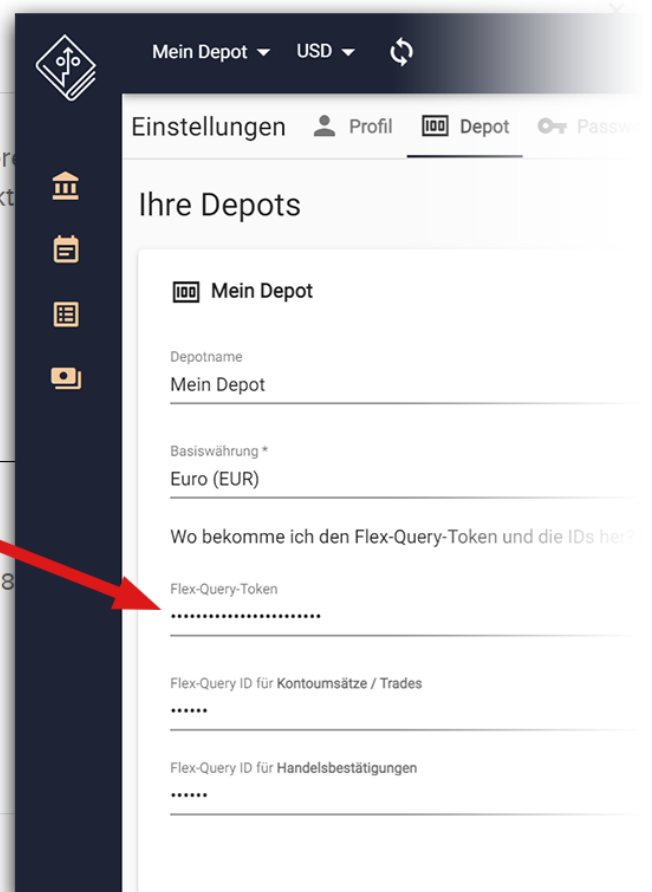 Mein Depot USD
Einstellungen Profil Depot Passw
Ihre Depots
Mein Depot
Depotname
Mein Depot
Basiswährung *
Euro (EUR)
Wo bekomme ich den Flex-Query-Token und die IDs her?
Flex-Query-Token
••••••••••••••••••••••••
Flex-Query ID für Kontoumsätze / Trades
••••••
8
Flex-Query ID für Handelsbestätigungen
••••••